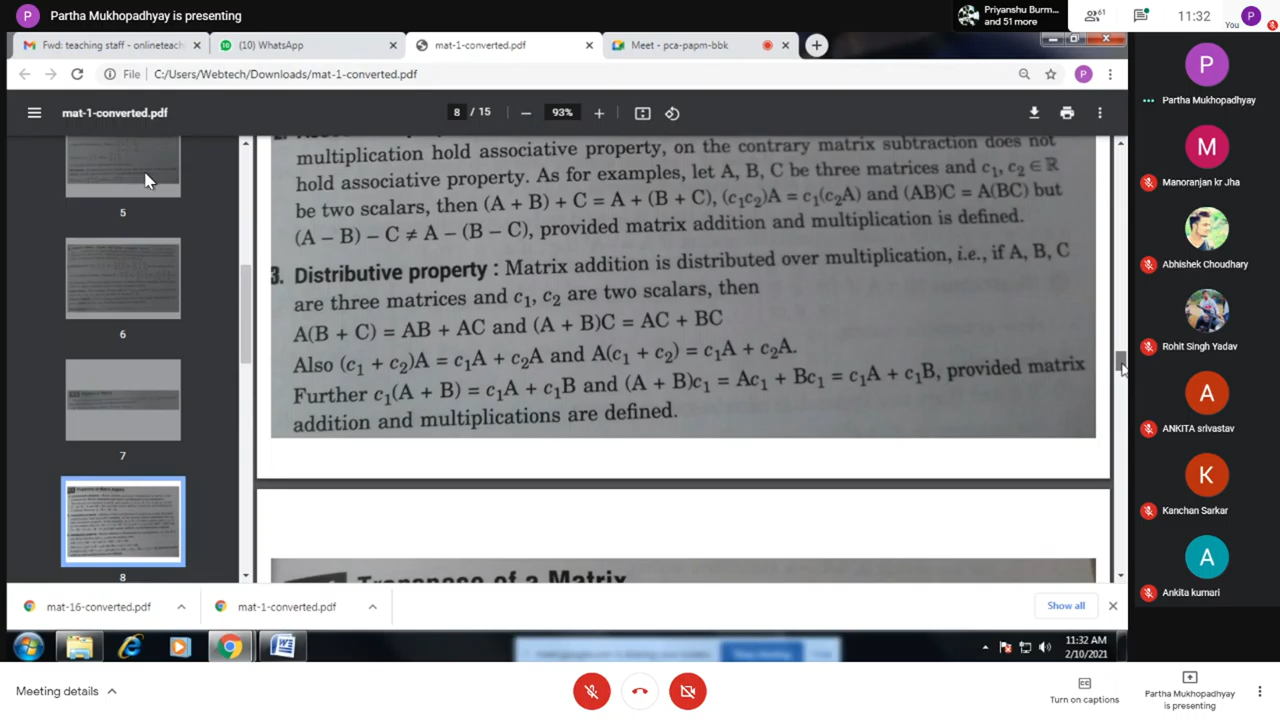 P Partha Mukhopadhyay is presenting
Priyanshu Burm...
and 51 more
61
11:32
You
P
Fwd: teaching staff - onlineteach
(10) WhatsApp
mat-1-converted.pdf
Meet - pca-papm-bbk
File C:/Users/Webtech/Downloads/mat-1-converted.pdf
P
mat-1-converted.pdf
8 / 15
93%
5
6
7
8
multiplication hold associative property, on the contrary matrix subtraction does not
hold associative property. As for examples, let A, B, C be three matrices and c₁, c₂ ∈ ℝ
be two scalars, then (A + B) + C = A + (B + C), (c₁c₂)A = c₁(c₂A) and (AB)C = A(BC) but
(A – B) – C ≠ A – (B – C), provided matrix addition and multiplication is defined.
3. Distributive property : Matrix addition is distributed over multiplication, i.e., if A, B, C
are three matrices and c₁, c₂ are two scalars, then
A(B + C) = AB + AC and (A + B)C = AC + BC
Also (c₁ + c₂)A = c₁A + c₂A and A(c₁ + c₂) = c₁A + c₂A.
Further c₁(A + B) = c₁A + c₁B and (A + B)c₁ = Ac₁ + Bc₁ = c₁A + c₁B, provided matrix
addition and multiplications are defined.
Transpose of a Matrix
P
Partha Mukhopadhyay
M
Manoranjan kr Jha
Abhishek Choudhary
Rohit Singh Yadav
A
ANKITA srivastav
K
Kanchan Sarkar
A
Ankita kumari
mat-16-converted.pdf
mat-1-converted.pdf
Show all
11:32 AM
2/10/2021
Meeting details
Turn on captions
Partha Mukhopadhyay
is presenting